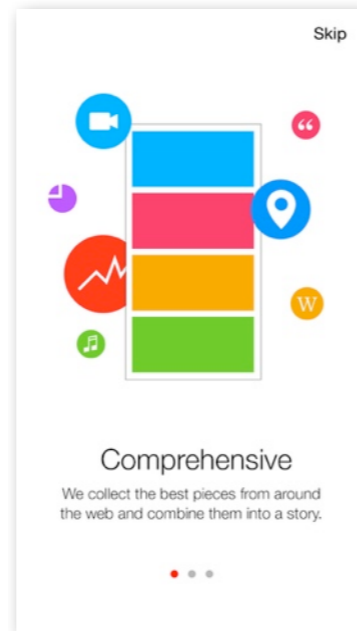 Skip
W
Comprehensive
We collect the best pieces from around
the web and combine them into a story.